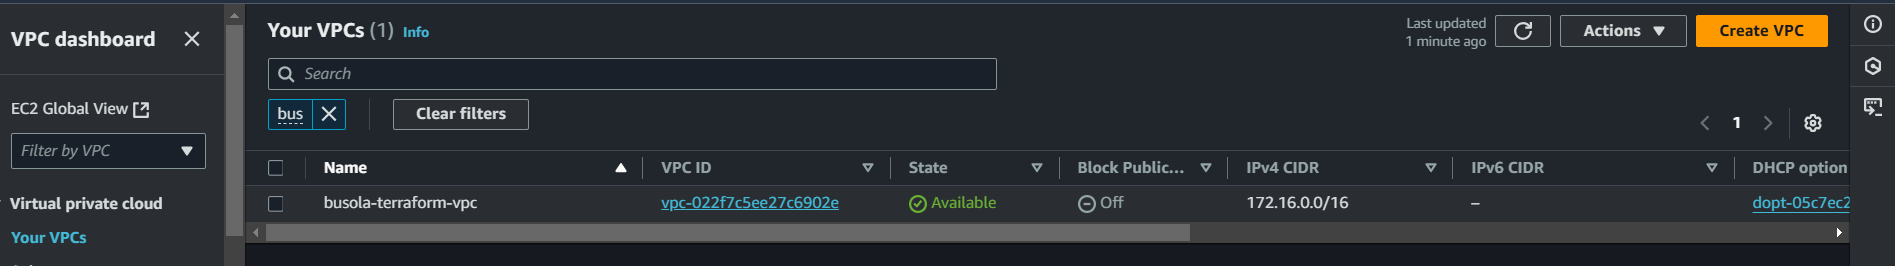 VPC dashboard
EC2 Global View
Filter by VPC
Virtual private cloud
Your VPCs
Your VPCs (1) Info
Last updated
1 minute ago
Actions
Create VPC
Search
bus
Clear filters
1
Name VPC ID State Block Public... IPv4 CIDR IPv6 CIDR DHCP option
busola-terraform-vpc vpc-022f7c5ee27c6902e Available Off 172.16.0.0/16 – dopt-05c7ec2